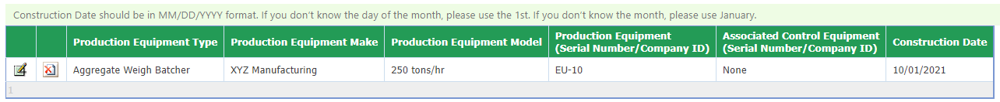 Construction Date should be in MM/DD/YYYY format. If you don't know the day of the month, please use the 1st. If you don't know the month, please use January.
Production Equipment Type Production Equipment Make Production Equipment Model Production Equipment (Serial Number/Company ID) Associated Control Equipment (Serial Number/Company ID) Construction Date
Aggregate Weigh Batcher XYZ Manufacturing 250 tons/hr EU-10 None 10/01/2021
1